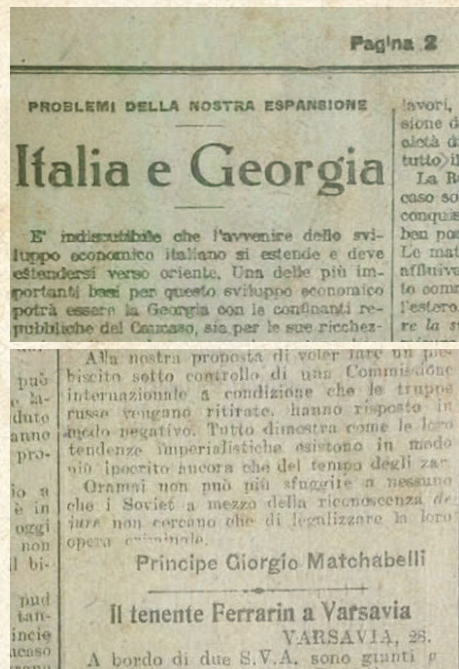 Pagina 2
PROBLEMI DELLA NOSTRA ESPANSIONE
Italia e Georgia
E' indiscutibile che l'avvenire dello svi-
luppo economico italiano si estende e deve
estendersi verso oriente. Una delle più im-
portanti basi per questo sviluppo economico
potrà essere la Georgia con le confinanti re-
pubbliche del Caucaso, sia per le sue ricchez-
lavori,
sione d
tutto il
La R
caso so
conquis
ben po
Le mat
affluiva
to comm
l'estero
re la s
può
e la-
duto
anno
pro-
io a
è in
oggi
non
l bi-
pud
tan-
incie
ucaso
Alla nostra proposta di voler fare un ple-
biscito sotto controllo di una Commissione
internazionale a condizione che le truppe
russe vengano ritirate, hanno risposto in
modo negativo. Tutto dimostra come le loro
tendenze imperialistiche esistono in modo
più ipocrito ancora che del tempo degli zar
Oramai non può più sfuggire a nessuno
che i Soviet a mezzo della riconoscenza de
jure non cercano che di legalizzare la loro
opera criminale.
Principe Giorgio Matchabelli
Il tenente Ferrarin a Varsavia
VARSAVIA, 28.
A bordo di due S.V.A. sono giunti